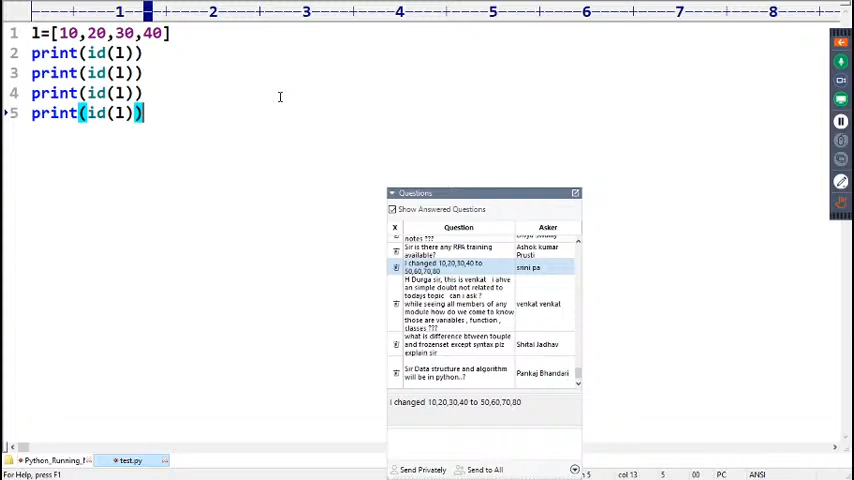 1 2 3 4 5 6 7 8
1 l=[10,20,30,40]
2 print(id(l))
3 print(id(l))
4 print(id(l))
5 print(id(l))
Questions
Show Answered Questions
X Question Asker
notes ???
Sir is there any RPA training available? Ashok kumar Prusti
I changed 10,20,30,40 to 50,60,70,80 srini pa
Hi Durga sir, this is venkat i ahve
an simple doubt not related to
todays topic can i ask ?
while seeing all members of any
module how do we come to know
those are variables , function ,
classes ???
venkat venkat
what is difference btween touple
and frozenset except syntax plz
explain sir
Shital Jadhav
Sir Data structure and algorithm
will be in python..?
Pankaj Bhandari
I changed 10,20,30,40 to 50,60,70,80
Send Privately Send to All
Python_Running_ test.py
For Help, press F1 n 5 col 13 5 00 PC ANSI